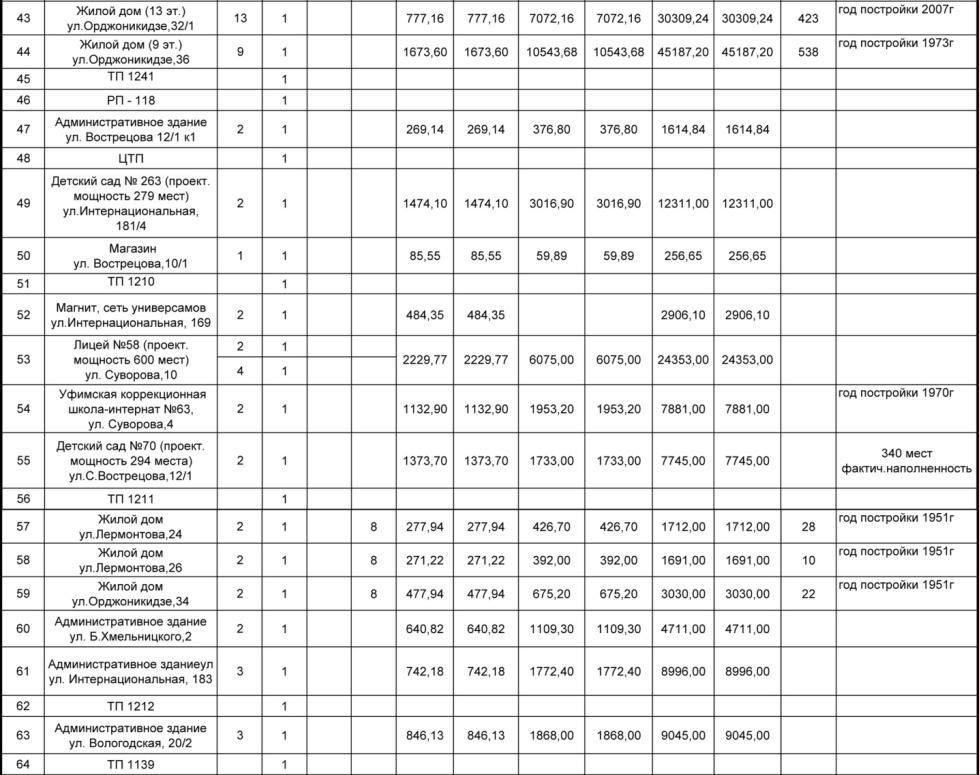 43 Жилой дом (13 эт.) ул.Орджоникидзе,32/1 13 1 777,16 777,16 7072,16 7072,16 30309,24 30309,24 423 год постройки 2007г
44 Жилой дом (9 эт.) ул.Орджоникидзе,36 9 1 1673,60 1673,60 10543,68 10543,68 45187,20 45187,20 538 год постройки 1973г
45 ТП 1241 1
46 РП - 118 1
47 Административное здание ул. Вострецова 12/1 к1 2 1 269,14 269,14 376,80 376,80 1614,84 1614,84
48 ЦТП 1
49 Детский сад № 263 (проект. мощность 279 мест) ул.Интернациональная, 181/4 2 1 1474,10 1474,10 3016,90 3016,90 12311,00 12311,00
50 Магазин ул. Вострецова,10/1 1 1 85,55 85,55 59,89 59,89 256,65 256,65
51 ТП 1210 1
52 Магнит, сеть универсамов ул.Интернациональная, 169 2 1 484,35 484,35 2906,10 2906,10
53 Лицей №58 (проект. мощность 600 мест) ул. Суворова,10 2 1 4 1 2229,77 2229,77 6075,00 6075,00 24353,00 24353,00
54 Уфимская коррекционная школа-интернат №63, ул. Суворова,4 2 1 1132,90 1132,90 1953,20 1953,20 7881,00 7881,00 год постройки 1970г
55 Детский сад №70 (проект. мощность 294 места) ул.С.Вострецова,12/1 2 1 1373,70 1373,70 1733,00 1733,00 7745,00 7745,00 340 мест фактич.наполненность
56 ТП 1211 1
57 Жилой дом ул.Лермонтова,24 2 1 8 277,94 277,94 426,70 426,70 1712,00 1712,00 28 год постройки 1951г
58 Жилой дом ул.Лермонтова,26 2 1 8 271,22 271,22 392,00 392,00 1691,00 1691,00 10 год постройки 1951г
59 Жилой дом ул.Орджоникидзе,34 2 1 8 477,94 477,94 675,20 675,20 3030,00 3030,00 22 год постройки 1951г
60 Административное здание ул. Б.Хмельницкого,2 2 1 640,82 640,82 1109,30 1109,30 4711,00 4711,00
61 Административное зданиеул ул. Интернациональная, 183 3 1 742,18 742,18 1772,40 1772,40 8996,00 8996,00
62 ТП 1212 1
63 Административное здание ул. Вологодская, 20/2 3 1 846,13 846,13 1868,00 1868,00 9045,00 9045,00
64 ТП 1139 1